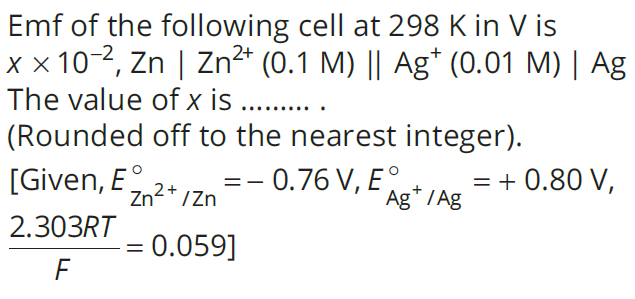 Emf of the following cell at 298 K in V is
x × 10⁻², Zn | Zn²⁺ (0.1 M) || Ag⁺ (0.01 M) | Ag
The value of x is ......... .
(Rounded off to the nearest integer).
[Given, E°Zn²⁺/Zn = – 0.76 V, E°Ag⁺/Ag = + 0.80 V,
2.303RT
F
= 0.059]